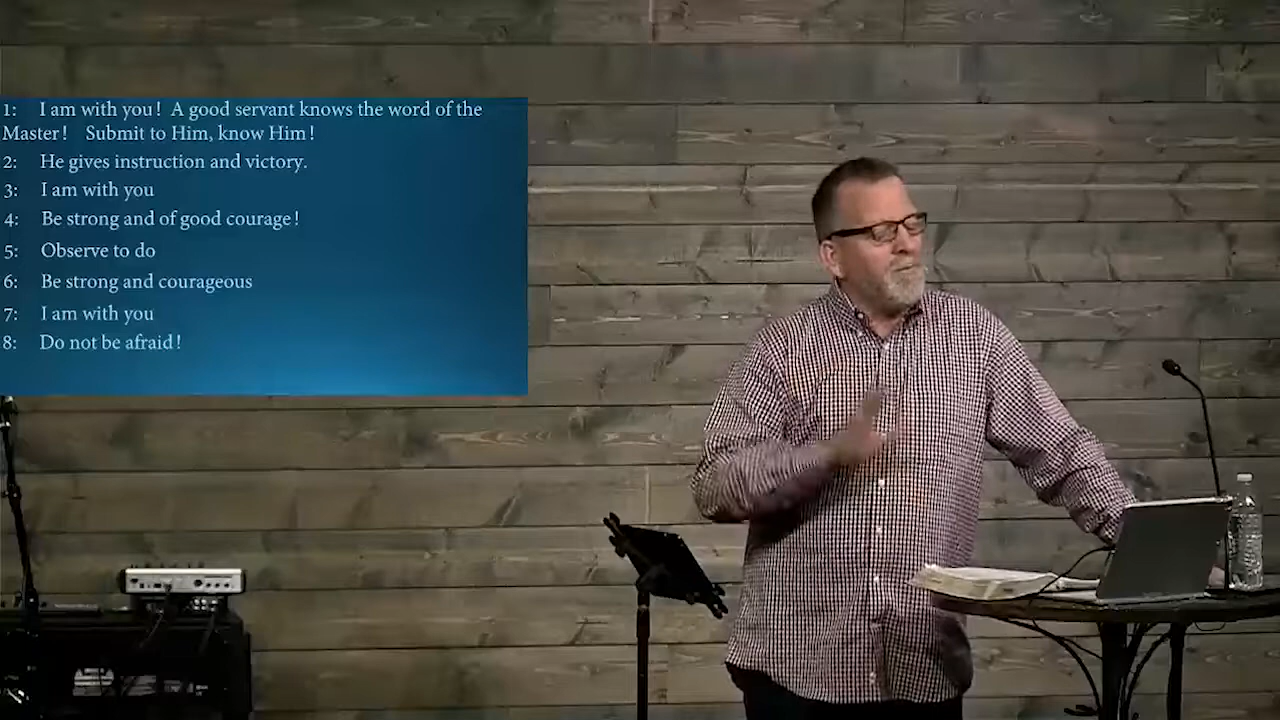 1: I am with you! A good servant knows the word of the
Master! Submit to Him, know Him!
2: He gives instruction and victory.
3: I am with you
4: Be strong and of good courage!
5: Observe to do
6: Be strong and courageous
7: I am with you
8: Do not be afraid!